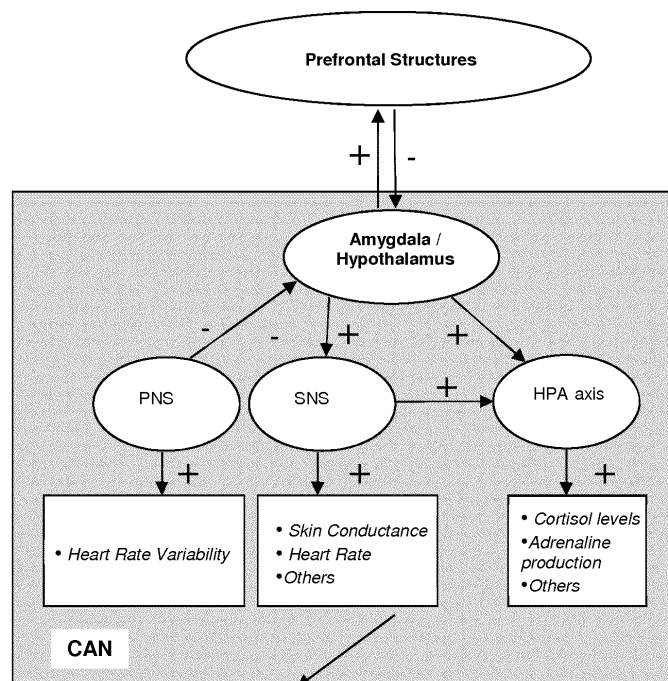 Prefrontal Structures
+ -
Amygdala /
Hypothalamus
- - + +
PNS
SNS
+
HPA axis
+ + +
• Heart Rate Variability
• Skin Conductance
• Heart Rate
•Others
• Cortisol levels
•Adrenaline
production
• Others
CAN